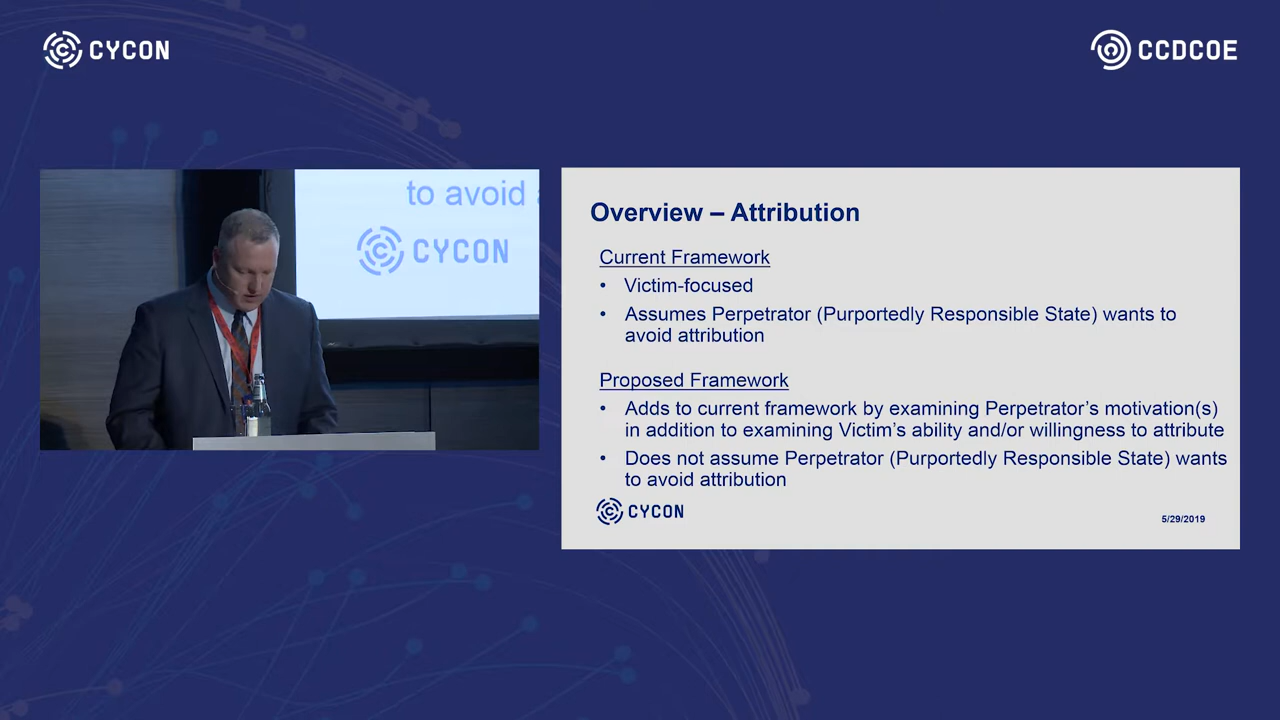 CYCON
CCDCOE
to avoid
CYCON
Overview – Attribution
Current Framework
• Victim-focused
• Assumes Perpetrator (Purportedly Responsible State) wants to
avoid attribution
Proposed Framework
• Adds to current framework by examining Perpetrator's motivation(s)
in addition to examining Victim's ability and/or willingness to attribute
• Does not assume Perpetrator (Purportedly Responsible State) wants
to avoid attribution
CYCON
5/29/2019